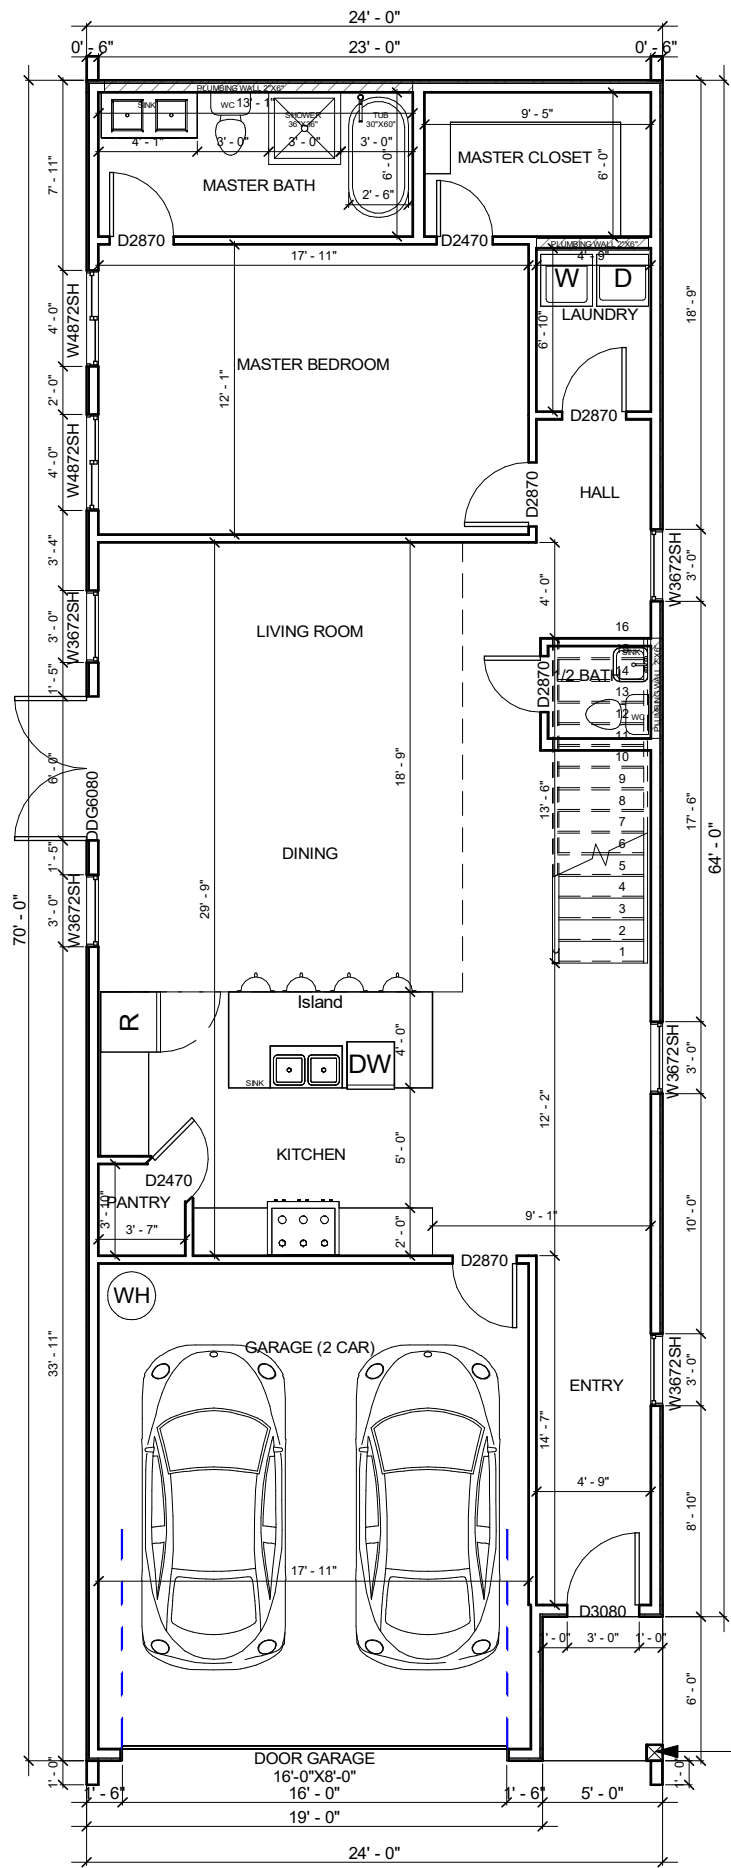 24' - 0"
0' - 6"
23' - 0"
0' - 6"
PLUMBING WALL 2"X6"
SINK
WC
13' - 1"
SHOWER
36"X36"
TUB
30"X60"
9' - 5"
4' - 1"
3' - 0"
3' - 0"
3' - 0"
6' - 0"
2' - 6"
7' - 11"
MASTER BATH
MASTER CLOSET
6' - 0"
D2870
D2470
PLUMBING WALL 2"X6"
17' - 11"
4' - 9"
W
D
LAUNDRY
6' - 10"
18' - 9"
4' - 0"
W4872SH
MASTER BEDROOM
12' - 1"
2' - 0"
D2870
4' - 0"
W4872SH
D2870
HALL
3' - 4"
W3672SH
3' - 0"
4' - 0"
3' - 0"
W3672SH
LIVING ROOM
16
15
SINK
14
/2 BATH
D2870
13
12
WC
11
PLUMBING WALL 2"X6"
1' - 5"
6' - 0"
DDG6080
18' - 9"
10
9
13' - 6"
8
7
6
5
4
3
2
1
17' - 6"
64' - 0"
DINING
1' - 5"
3' - 0"
W3672SH
29' - 9"
70' - 0"
Island
R
4' - 0"
DW
SINK
W3672SH
3' - 0"
12' - 2"
KITCHEN
5' - 0"
D2470
PANTRY
3' - 10"
3' - 7"
9' - 1"
2' - 0"
10' - 0"
D2870
WH
GARAGE (2 CAR)
33' - 11"
W3672SH
3' - 0"
ENTRY
14' - 7"
4' - 9"
8' - 10"
17' - 11"
D3080
' - 0"
3' - 0"
1' - 0"
6' - 0"
DOOR GARAGE
16'-0"X8'-0"
1' - 0"
1' - 0"
1' - 6"
16' - 0"
1' - 6"
5' - 0"
19' - 0"
24' - 0"